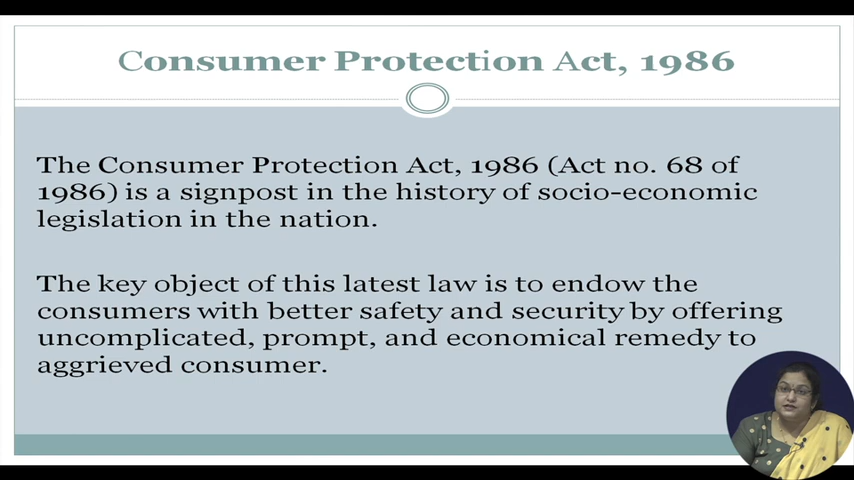 Consumer Protection Act, 1986
The Consumer Protection Act, 1986 (Act no. 68 of
1986) is a signpost in the history of socio-economic
legislation in the nation.
The key object of this latest law is to endow the
consumers with better safety and security by offering
uncomplicated, prompt, and economical remedy to
aggrieved consumer.